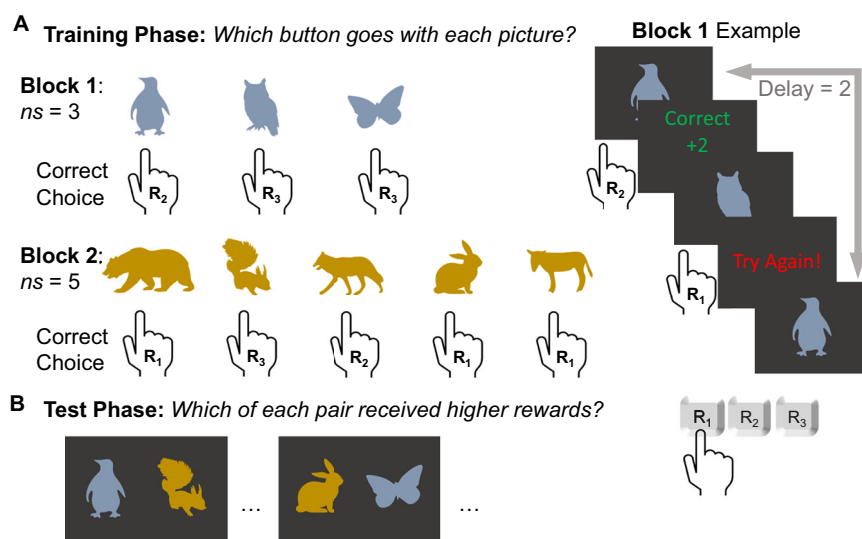 A
Training Phase: Which button goes with each picture?
Block 1 Example
Block 1:
ns = 3
Delay = 2
Correct
+2
Correct
Choice
R2
R3
R3
R2
Block 2:
ns = 5
Try Again!
R1
Correct
Choice
R1
R3
R2
R1
R1
B
Test Phase: Which of each pair received higher rewards?
R1 R2 R3
...
...